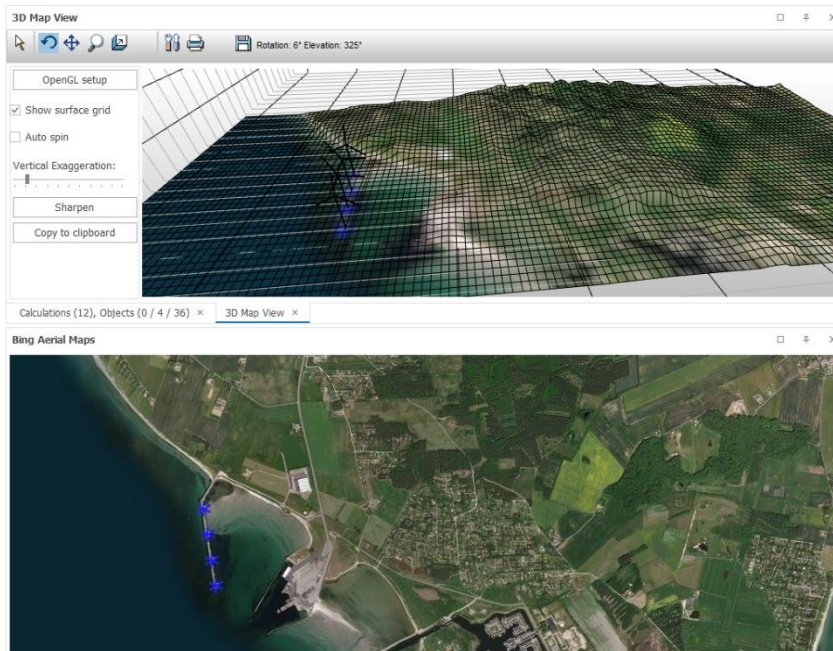 3D Map View
Rotation: 6° Elevation: 325°
OpenGL setup
Show surface grid
Auto spin
Vertical Exaggeration:
Sharpen
Copy to clipboard
Calculations (12), Objects (0 / 4 / 36)
3D Map View
Bing Aerial Maps